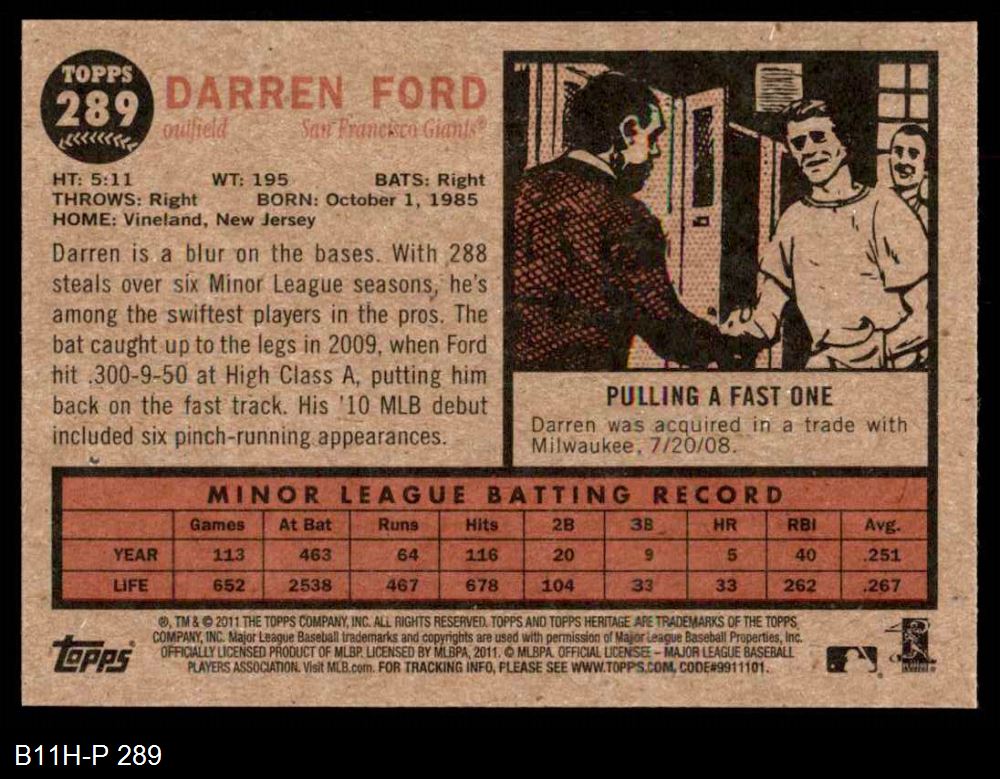 TOPPS
289
DARREN FORD
outfield San Francisco Giants®
HT: 5:11 WT: 195 BATS: Right
THROWS: Right BORN: October 1, 1985
HOME: Vineland, New Jersey
Darren is a blur on the bases. With 288
steals over six Minor League seasons, he's
among the swiftest players in the pros. The
bat caught up to the legs in 2009, when Ford
hit .300-9-50 at High Class A, putting him
back on the fast track. His '10 MLB debut
included six pinch-running appearances.
PULLING A FAST ONE
Darren was acquired in a trade with
Milwaukee, 7/20/08.
MINOR LEAGUE BATTING RECORD
Games At Bat Runs Hits 2B 3B HR RBI Avg.
YEAR 113 463 64 116 20 9 5 40 .251
LIFE 652 2538 467 678 104 33 33 262 .267
®, TM & © 2011 THE TOPPS COMPANY, INC. ALL RIGHTS RESERVED. TOPPS AND TOPPS HERITAGE ARE TRADEMARKS OF THE TOPPS
COMPANY, INC. Major League Baseball trademarks and copyrights are used with permission of Major League Baseball Properties, Inc.
OFFICIALLY LICENSED PRODUCT OF MLBP. LICENSED BY MLBPA, 2011. © MLBPA. OFFICIAL LICENSEE – MAJOR LEAGUE BASEBALL
PLAYERS ASSOCIATION. Visit MLB.com. FOR TRACKING INFO, PLEASE SEE WWW.TOPPS.COM, CODE#9911101.
Topps
B11H-P 289